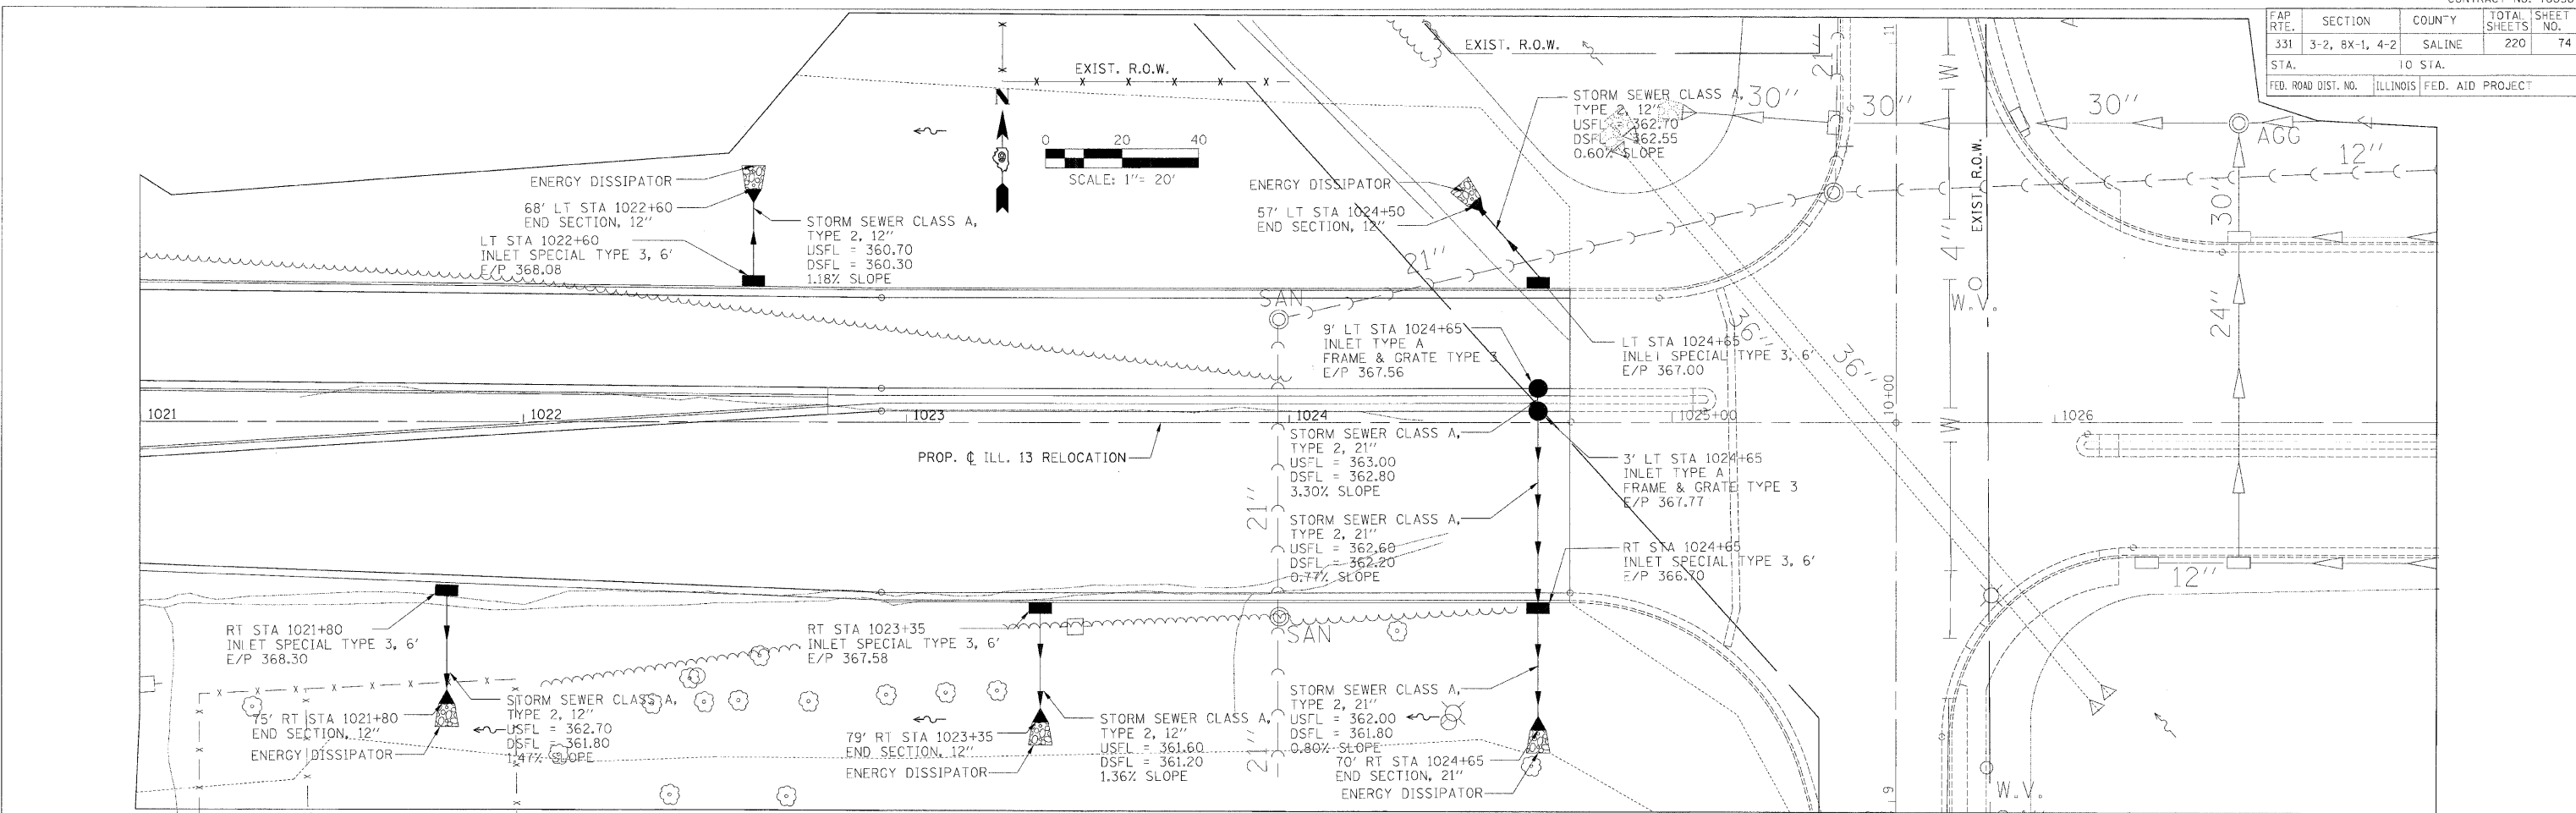 FAP RTE.
SECTION
COUNTY
TOTAL SHEETS
SHEET NO.
331
3-2, 8X-1, 4-2
SALINE
220
74
STA.
TO STA.
FED. ROAD DIST. NO.
ILLINOIS
FED. AID PROJECT
EXIST. R.O.W.
EXIST. R.O.W.
N
0 20 40
SCALE: 1"= 20'
ENERGY DISSIPATOR
68' LT STA 1022+60
END SECTION, 12"
LT STA 1022+60
INLET SPECIAL TYPE 3, 6'
E/P 368.08
STORM SEWER CLASS A,
TYPE 2, 12"
USFL = 360.70
DSFL = 360.30
1.18% SLOPE
ENERGY DISSIPATOR
57' LT STA 1024+50
END SECTION, 12"
STORM SEWER CLASS A,
TYPE 2, 12"
USFL = 362.70
DSFL = 362.55
0.60% SLOPE
30"
21"
30"
11
W
30"
AGG
12"
EXIST. R.O.W.
4"
30"
24"
W.V.
21"
SAN
36"
36"
9' LT STA 1024+65
INLET TYPE A
FRAME & GRATE TYPE 3
E/P 367.56
LT STA 1024+65
INLET SPECIAL TYPE 3, 6'
E/P 367.00
1021
1022
1023
1024
1025+00
10+00
W
1026
PROP. ℄ ILL. 13 RELOCATION
STORM SEWER CLASS A,
TYPE 2, 21"
USFL = 363.00
DSFL = 362.80
3.30% SLOPE
3' LT STA 1024+65
INLET TYPE A
FRAME & GRATE TYPE 3
E/P 367.77
21"
STORM SEWER CLASS A,
TYPE 2, 21"
USFL = 362.60
DSFL = 362.20
0.77% SLOPE
RT STA 1024+65
INLET SPECIAL TYPE 3, 6'
E/P 366.70
12"
RT STA 1021+80
INLET SPECIAL TYPE 3, 6'
E/P 368.30
RT STA 1023+35
INLET SPECIAL TYPE 3, 6'
E/P 367.58
SAN
75' RT STA 1021+80
END SECTION, 12"
ENERGY DISSIPATOR
STORM SEWER CLASS A,
TYPE 2, 12"
USFL = 362.70
DSFL = 361.80
1.47% SLOPE
79' RT STA 1023+35
END SECTION, 12"
ENERGY DISSIPATOR
STORM SEWER CLASS A,
TYPE 2, 12"
USFL = 361.60
DSFL = 361.20
1.36% SLOPE
21"
STORM SEWER CLASS A,
TYPE 2, 21"
USFL = 362.00
DSFL = 361.80
0.80% SLOPE
70' RT STA 1024+65
END SECTION, 21"
ENERGY DISSIPATOR
9
W.V.